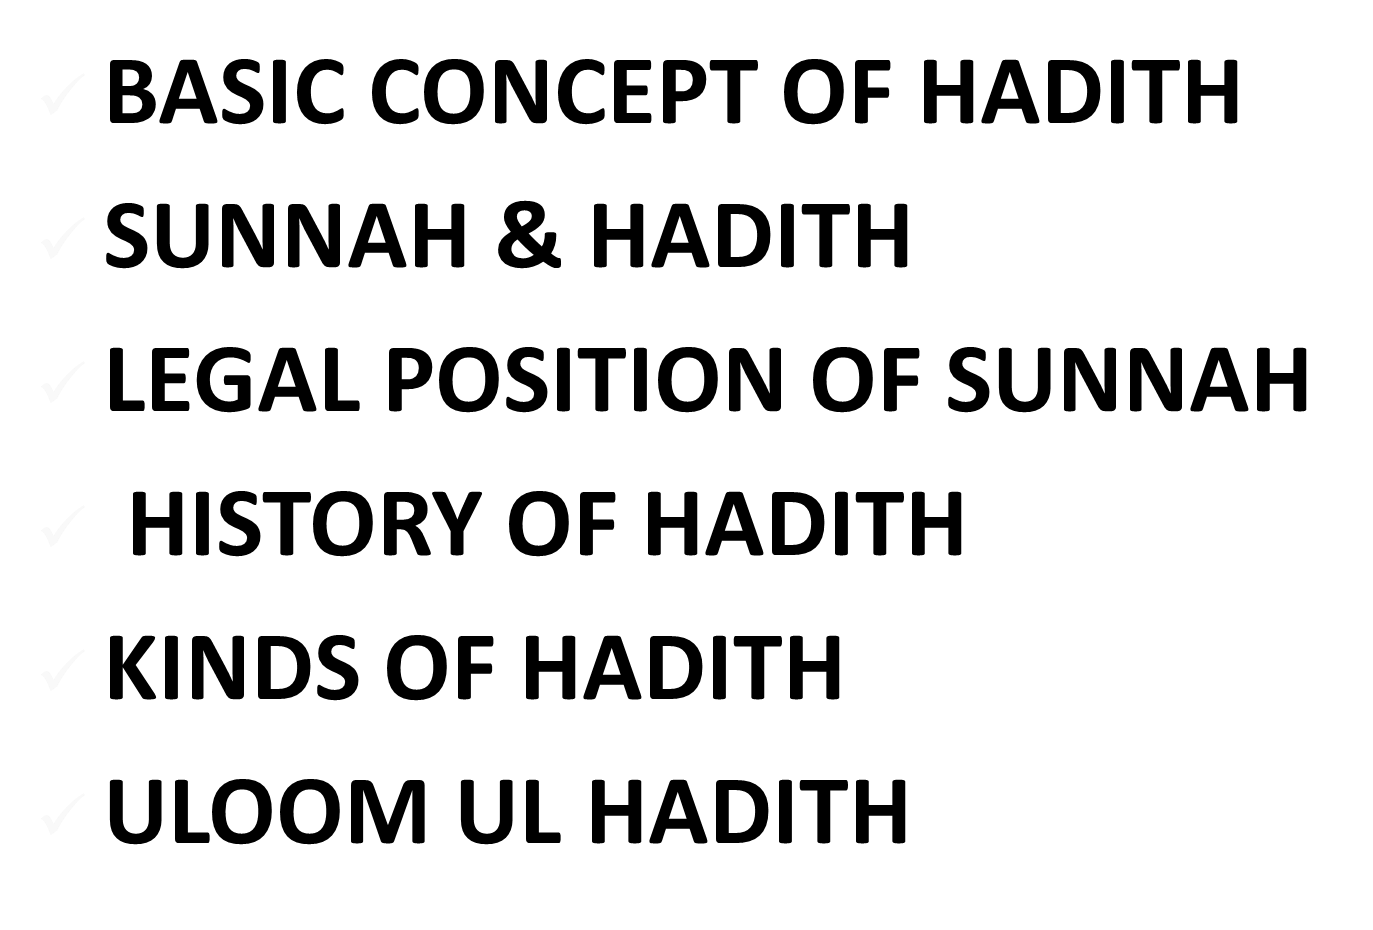 BASIC CONCEPT OF HADITH
SUNNAH & HADITH
LEGAL POSITION OF SUNNAH
HISTORY OF HADITH
KINDS OF HADITH
ULOOM UL HADITH